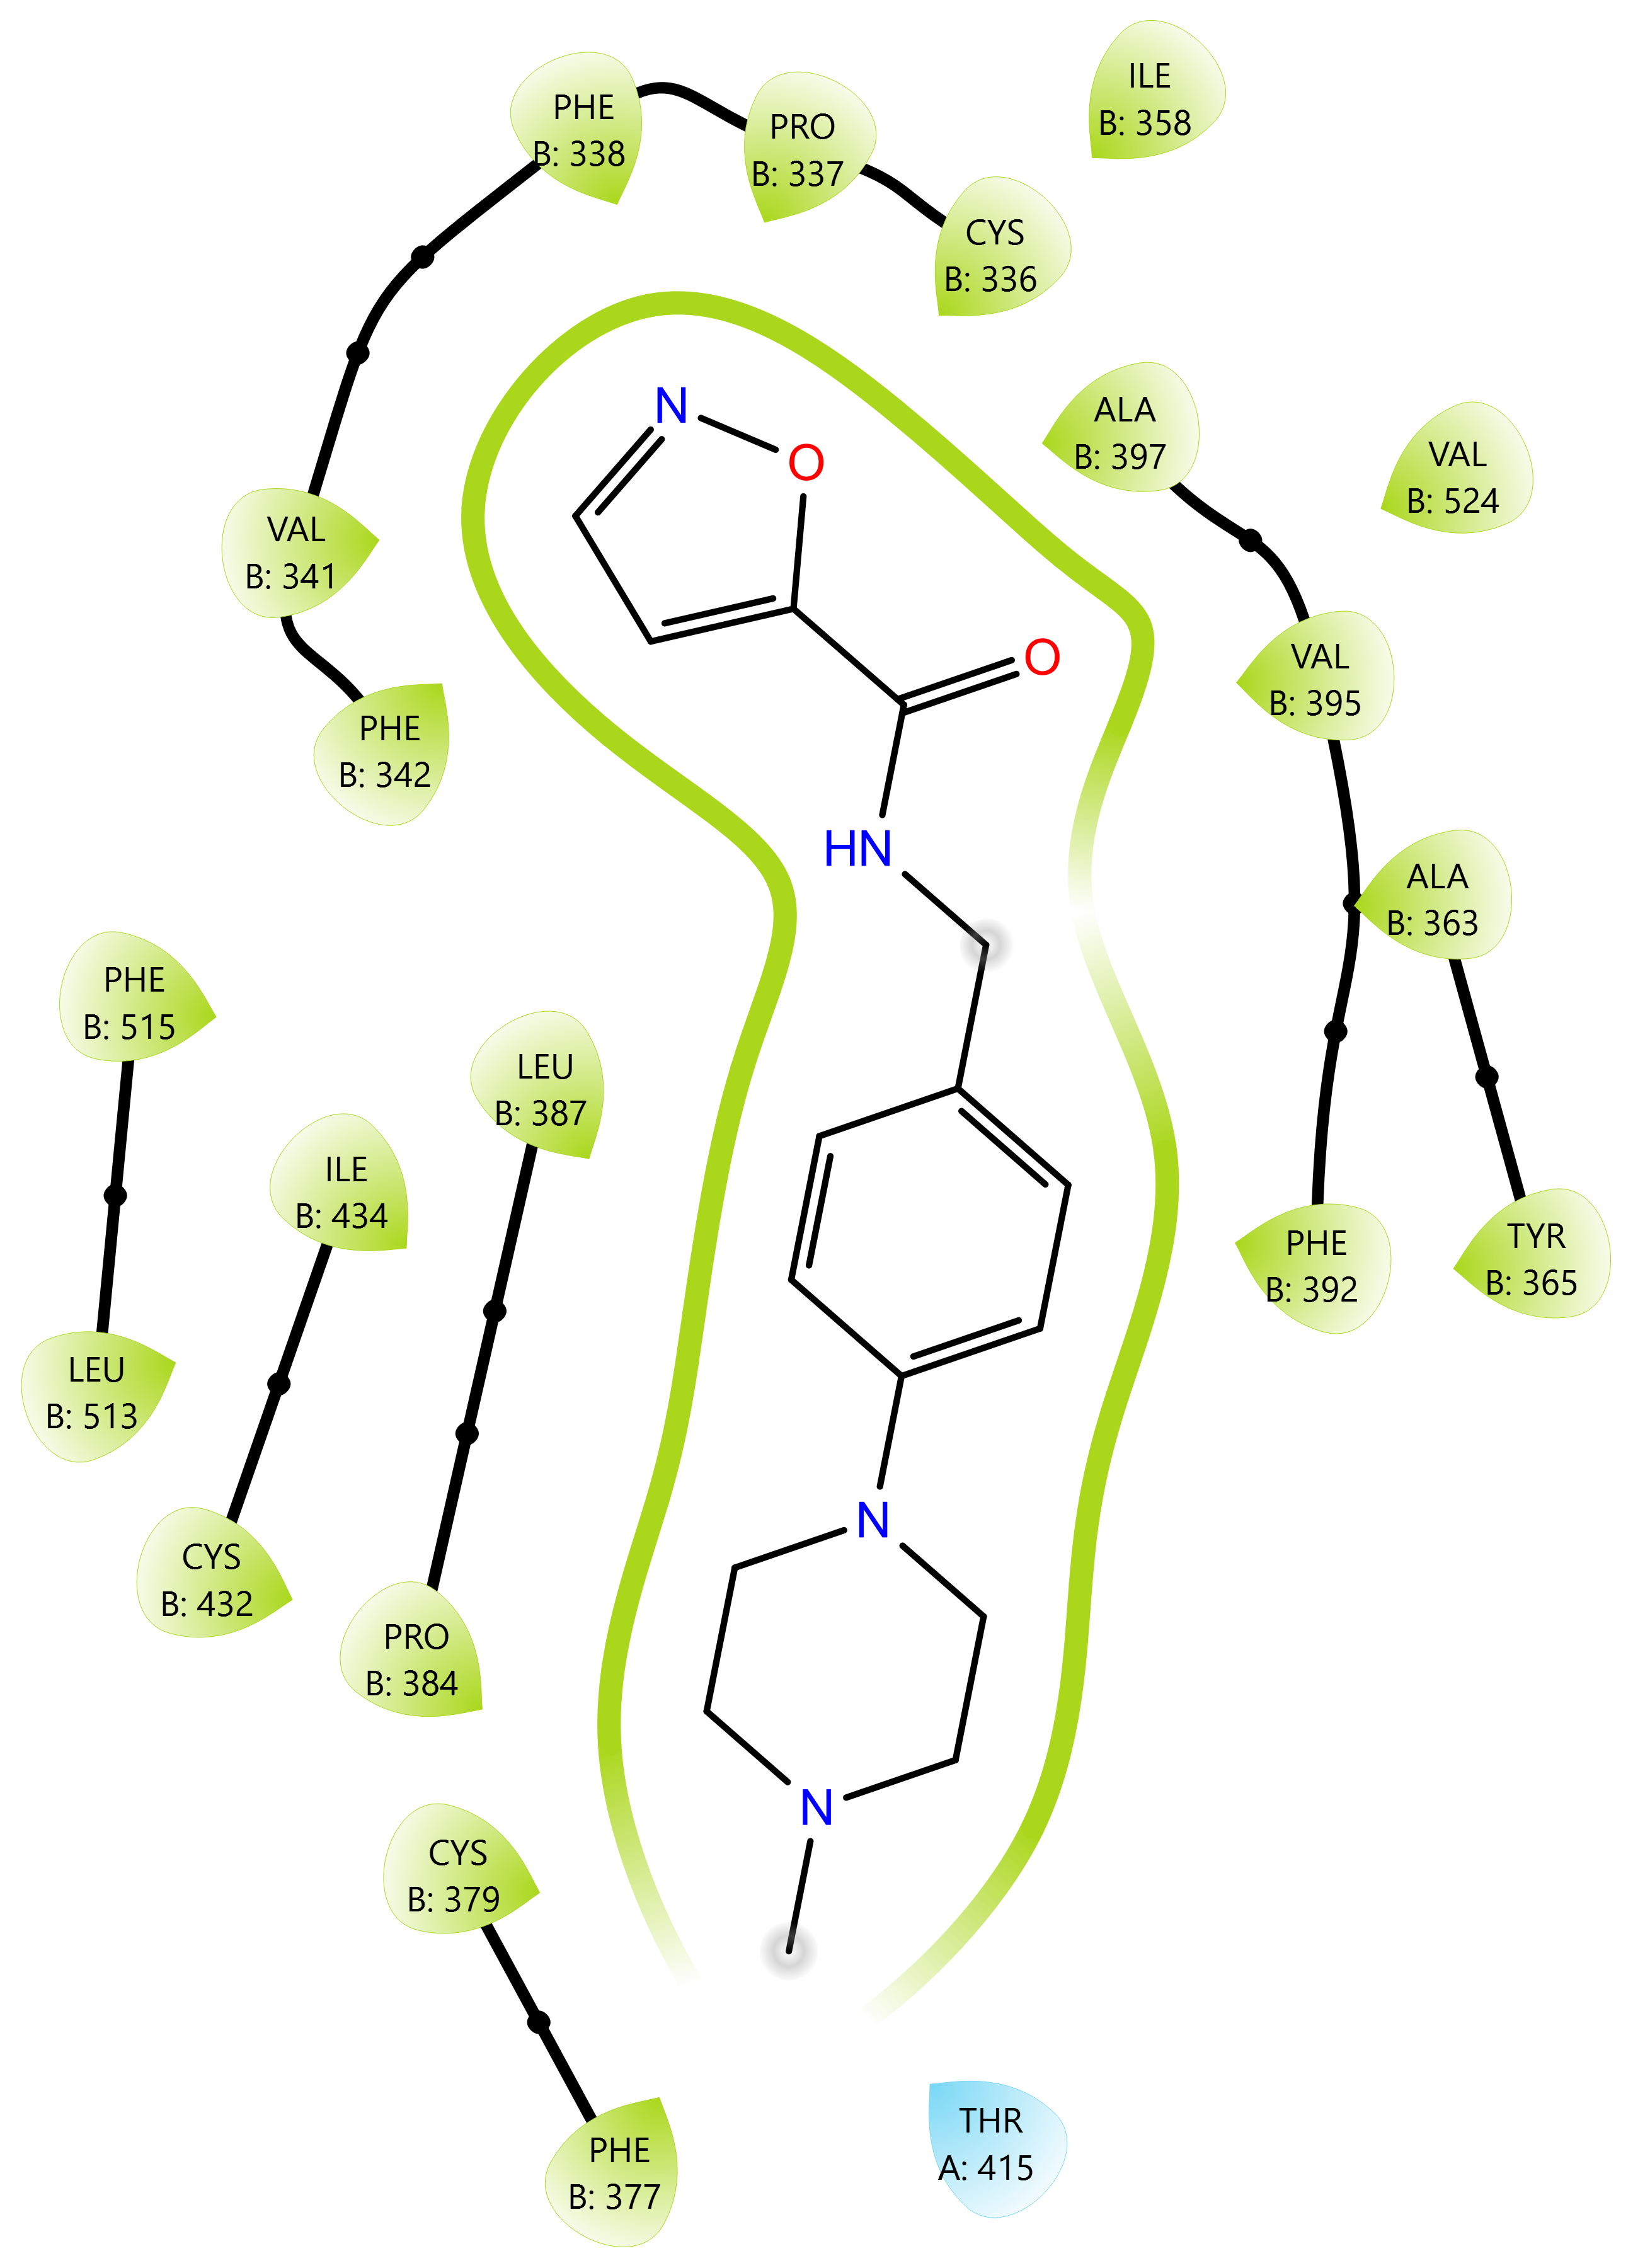 ILE
B: 358
PHE
B: 338
PRO
B: 337
CYS
B: 336
N
O
ALA
B: 397
VAL
B: 524
VAL
B: 341
O
VAL
B: 395
PHE
B: 342
HN
ALA
B: 363
PHE
B: 515
LEU
B: 387
ILE
B: 434
PHE
B: 392
TYR
B: 365
LEU
B: 513
N
CYS
B: 432
PRO
B: 384
N
CYS
B: 379
THR
A: 415
PHE
B: 377